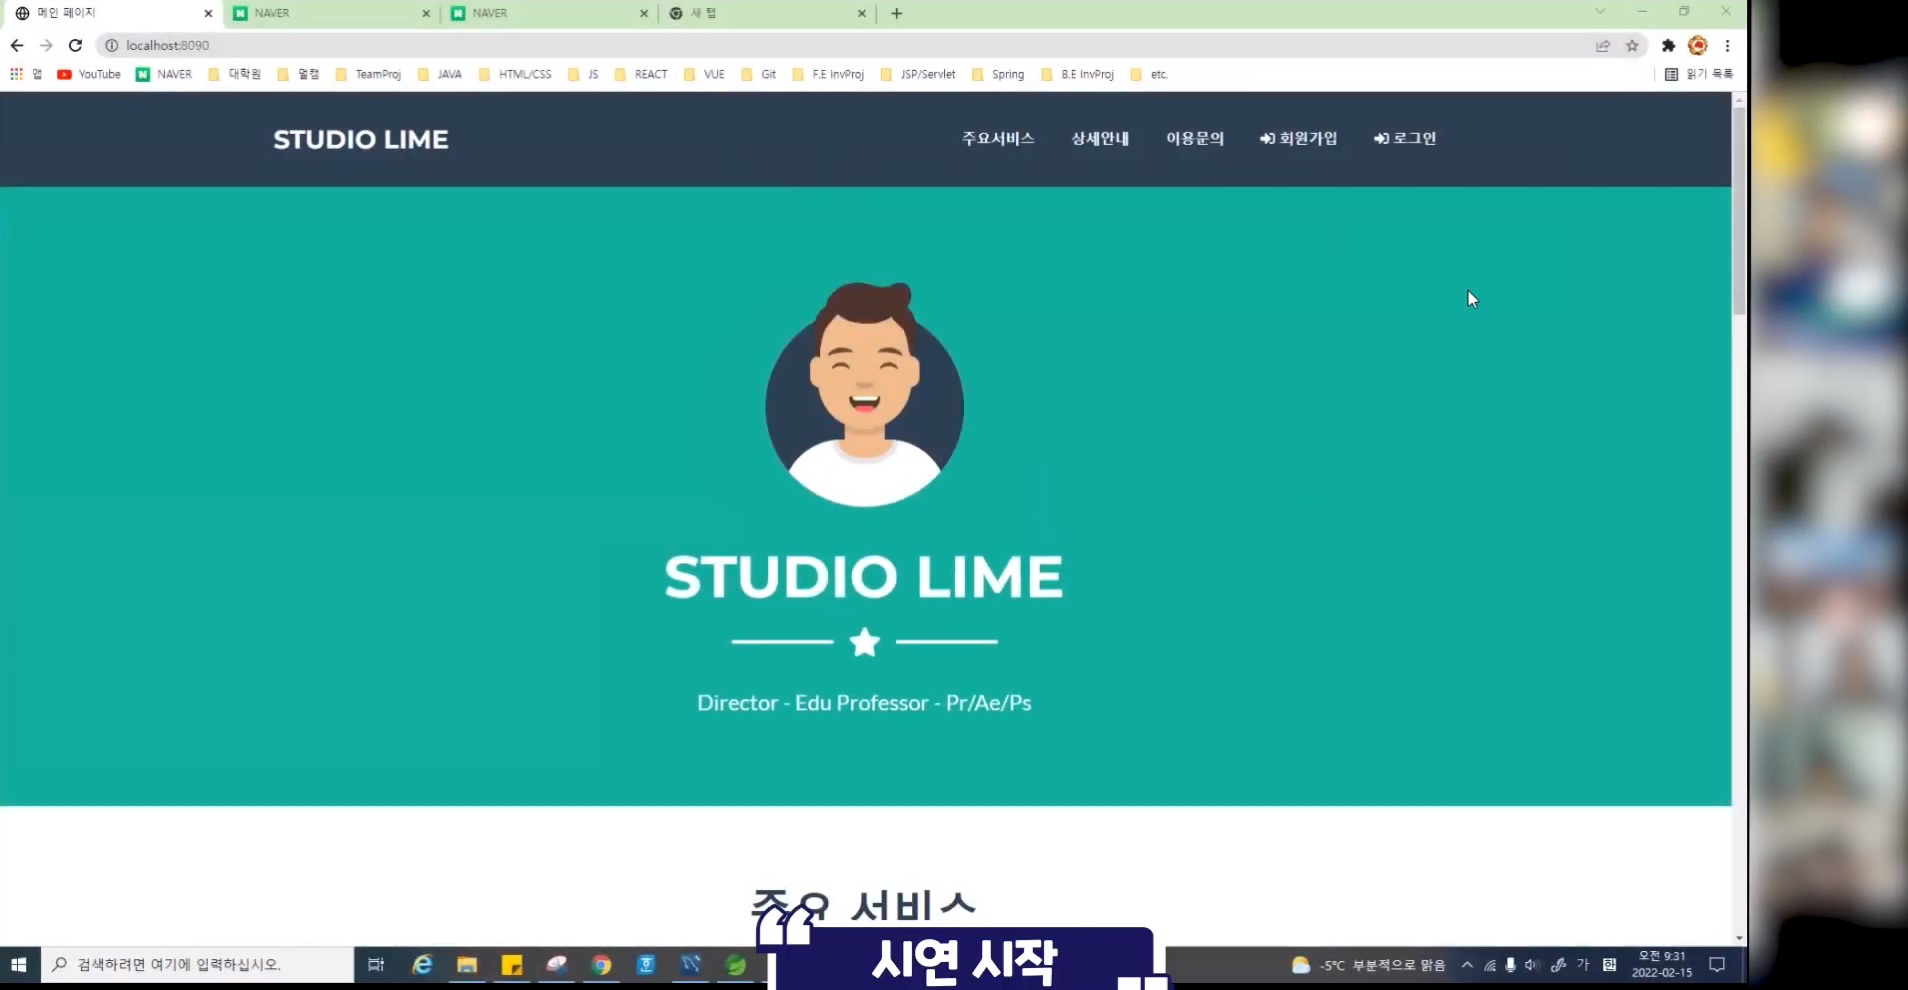 메인 페이지
NAVER
NAVER
새 탭
localhost:8090
앱
YouTube
NAVER
대학원
멀캠
TeamProj
JAVA
HTML/CSS
JS
REACT
VUE
Git
F.E InvProj
JSP/Servlet
Spring
B.E InvProj
etc.
읽기 목록
STUDIO LIME
주요서비스
상세안내
이용문의
회원가입
로그인
STUDIO LIME
Director - Edu Professor - Pr/Ae/Ps
주요 서비스
시연 시작
검색하려면 여기에 입력하십시오.
-5°C 부분적으로 맑음
가
한
오전 9:31
2022-02-15